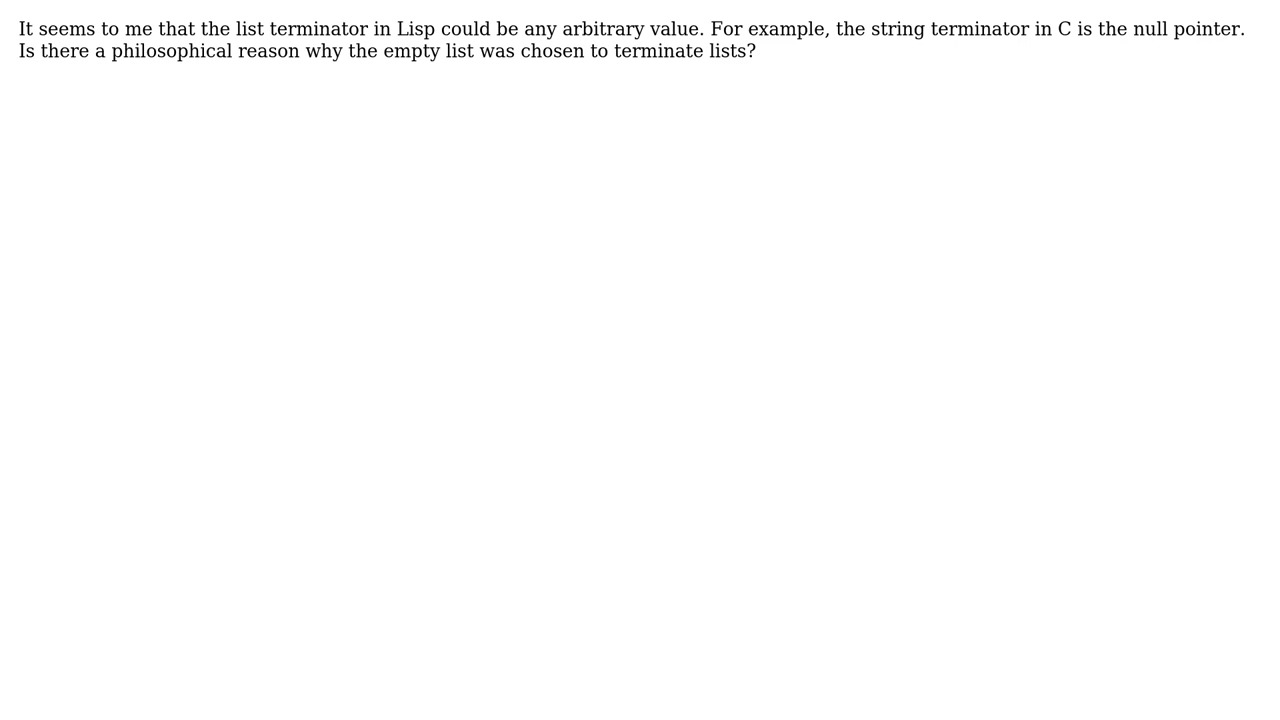 It seems to me that the list terminator in Lisp could be any arbitrary value. For example, the string terminator in C is the null pointer.
Is there a philosophical reason why the empty list was chosen to terminate lists?